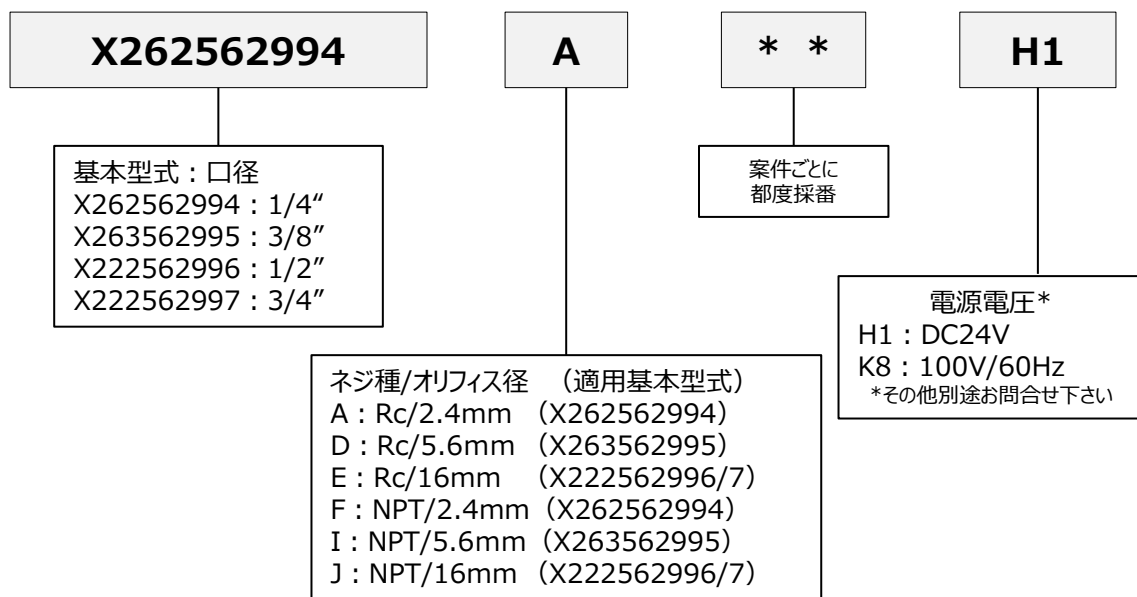 X262562994 A * * H1
基本型式：口径
X262562994：1/4“
X263562995：3/8”
X222562996：1/2”
X222562997：3/4”
案件ごとに
都度採番
電源電圧*
H1：DC24V
K8：100V/60Hz
*その他別途お問合せ下さい
ネジ種/オリフィス径　（適用基本型式）
A：Rc/2.4mm （X262562994）
D：Rc/5.6mm （X263562995）
E：Rc/16mm （X222562996/7）
F：NPT/2.4mm（X262562994）
I：NPT/5.6mm（X263562995）
J：NPT/16mm（X222562996/7）